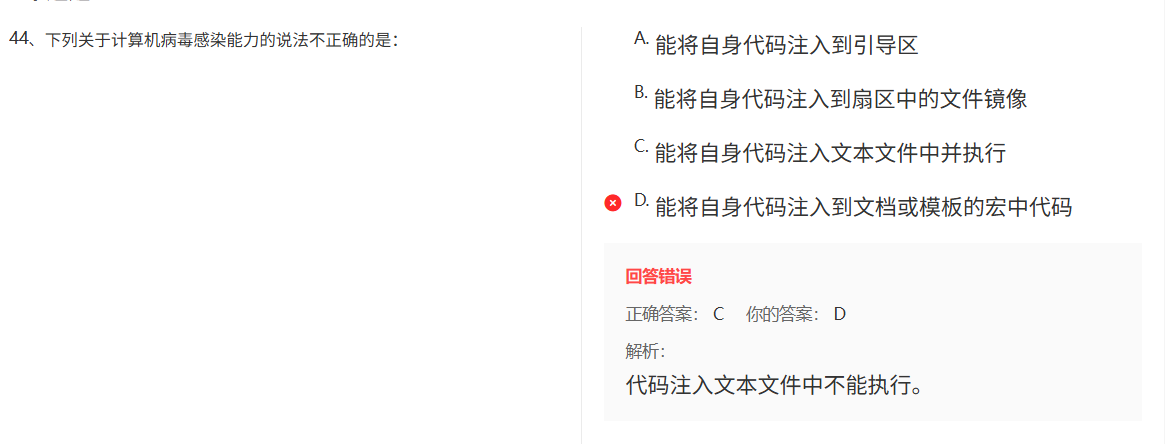 44、下列关于计算机病毒感染能力的说法不正确的是：
A. 能将自身代码注入到引导区
B. 能将自身代码注入到扇区中的文件镜像
C. 能将自身代码注入文本文件中并执行
D. 能将自身代码注入到文档或模板的宏中代码
回答错误
正确答案： C 你的答案： D
解析：
代码注入文本文件中不能执行。